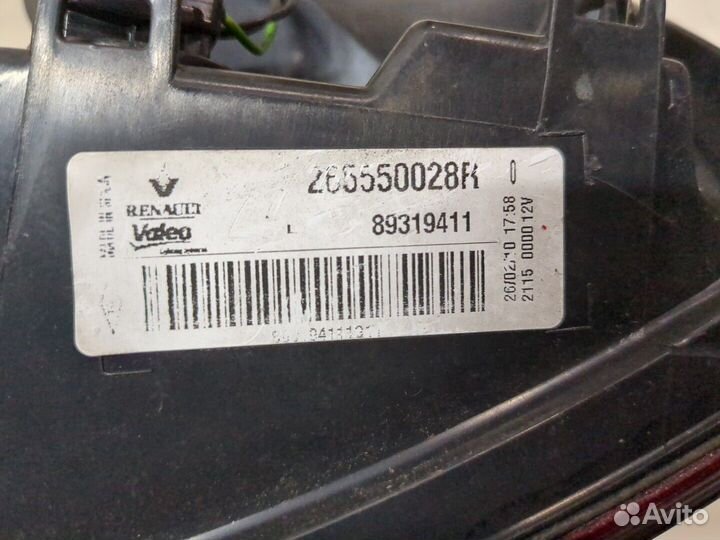 265550028R
RENAULT
Valeo
L
89319411
26/02/10 17:58
2115 0000 12V
Avito